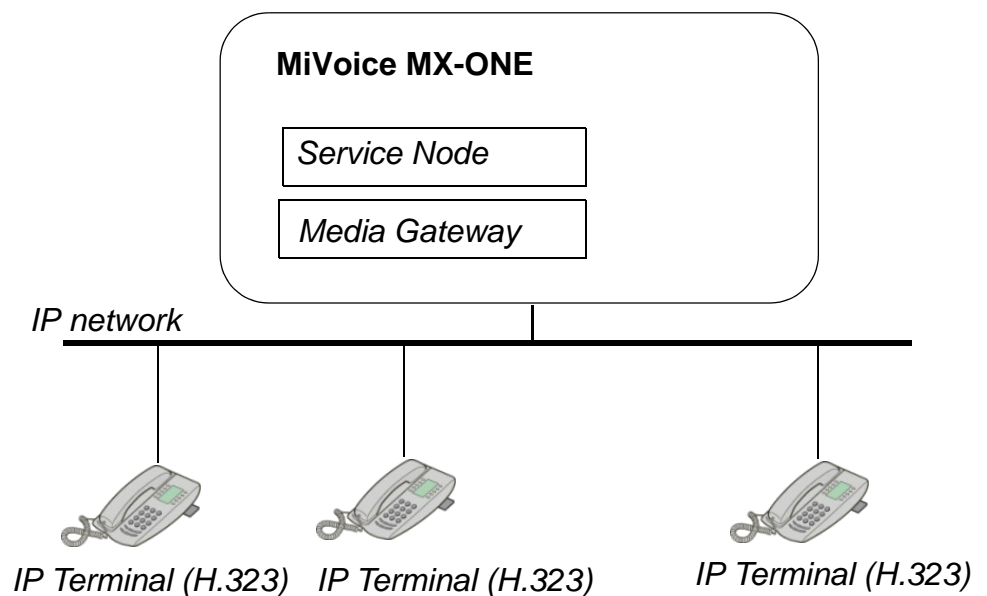 MiVoice MX-ONE
Service Node
Media Gateway
IP network
IP Terminal (H.323)
IP Terminal (H.323)
IP Terminal (H.323)